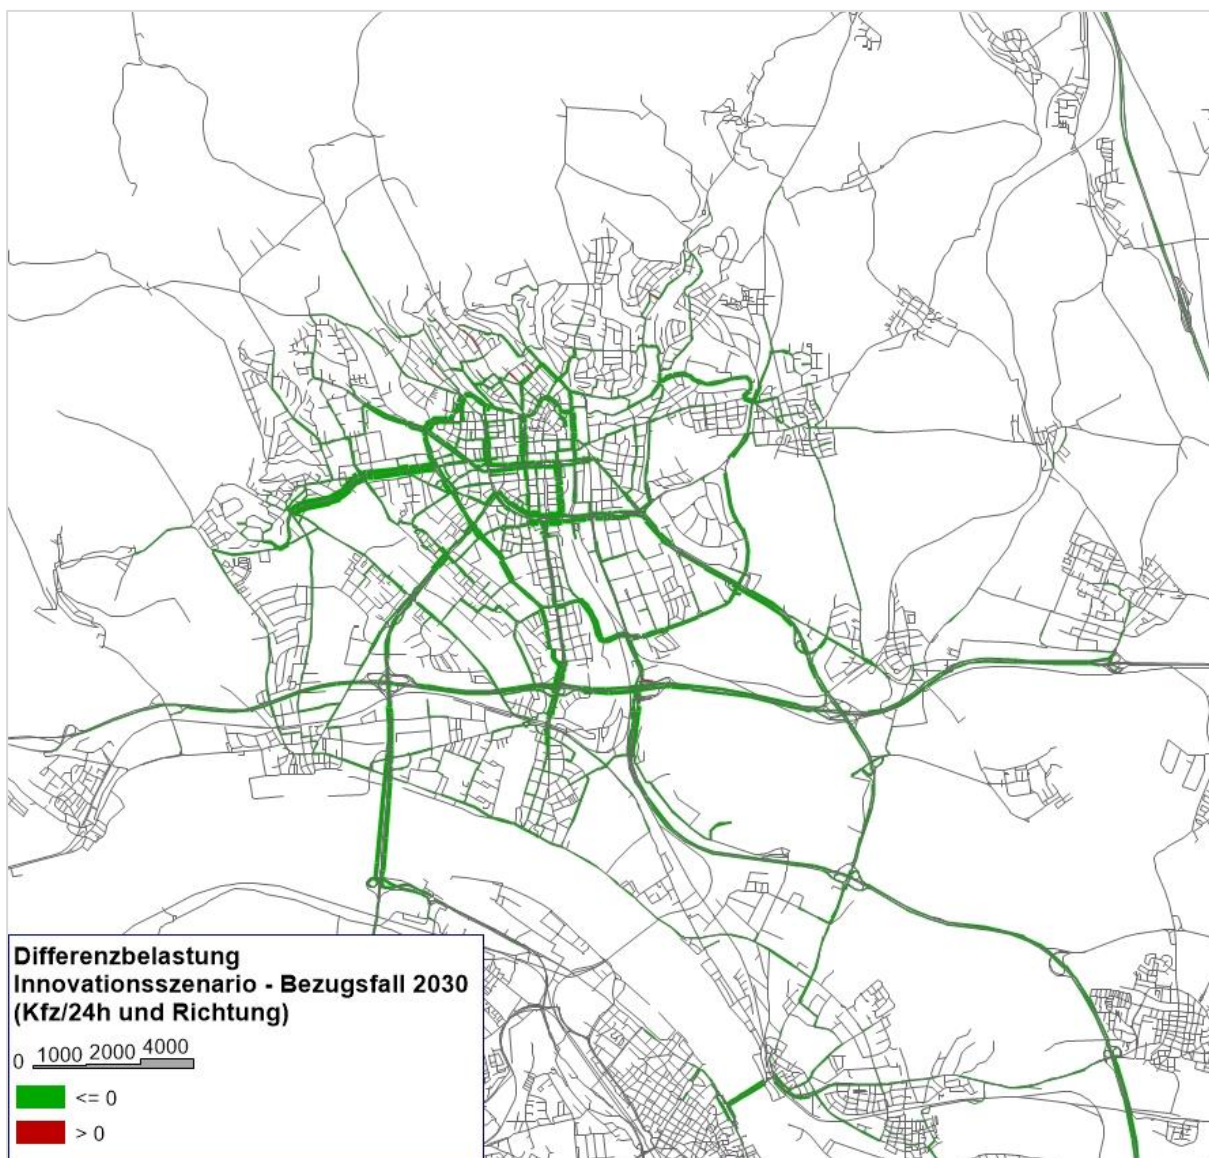 Differenzbelastung
Innovationsszenario - Bezugsfall 2030
(Kfz/24h und Richtung)
0 1000 2000 4000
<= 0
> 0